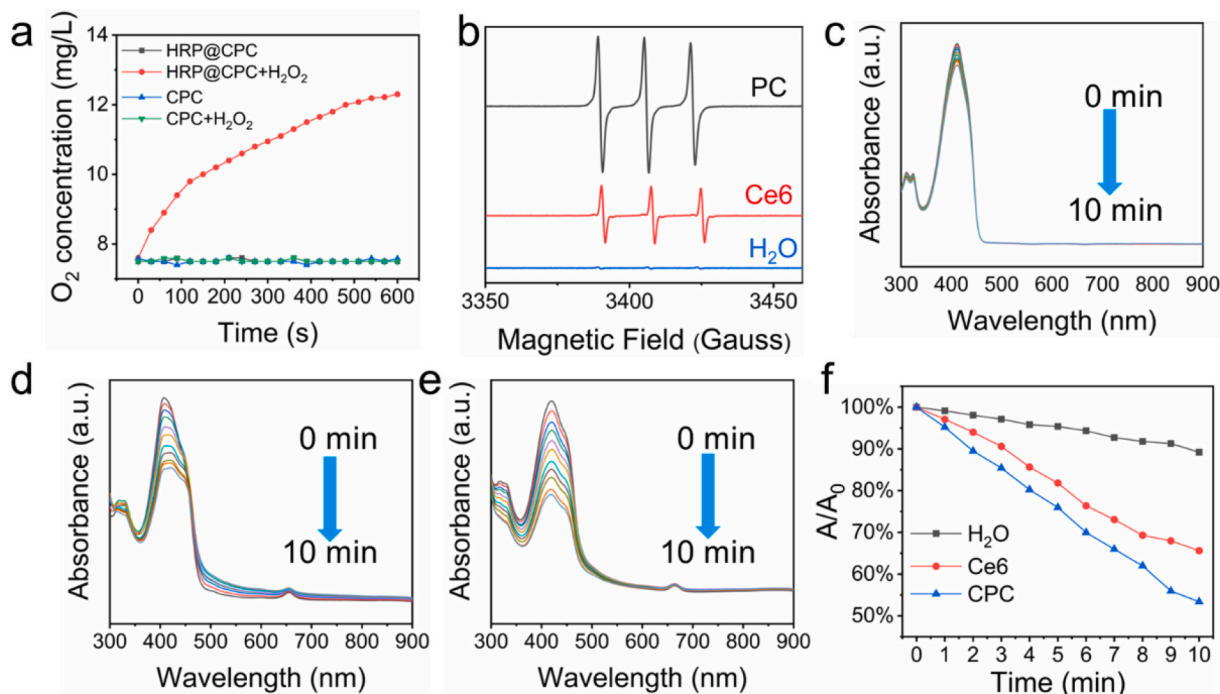 a
O₂ concentration (mg/L)
14
12
10
8
HRP@CPC
HRP@CPC+H₂O₂
CPC
CPC+H₂O₂
0 100 200 300 400 500 600
Time (s)
b
PC
Ce6
H₂O
3350 3400 3450
Magnetic Field (Gauss)
c
Absorbance (a.u.)
0 min
10 min
300 400 500 600 700 800 900
Wavelength (nm)
d
Absorbance (a.u.)
0 min
10 min
300 400 500 600 700 800 900
Wavelength (nm)
e
Absorbance (a.u.)
0 min
10 min
300 400 500 600 700 800 900
Wavelength (nm)
f
A/A₀
100%
90%
80%
70%
60%
50%
H₂O
Ce6
CPC
0 1 2 3 4 5 6 7 8 9 10
Time (min)